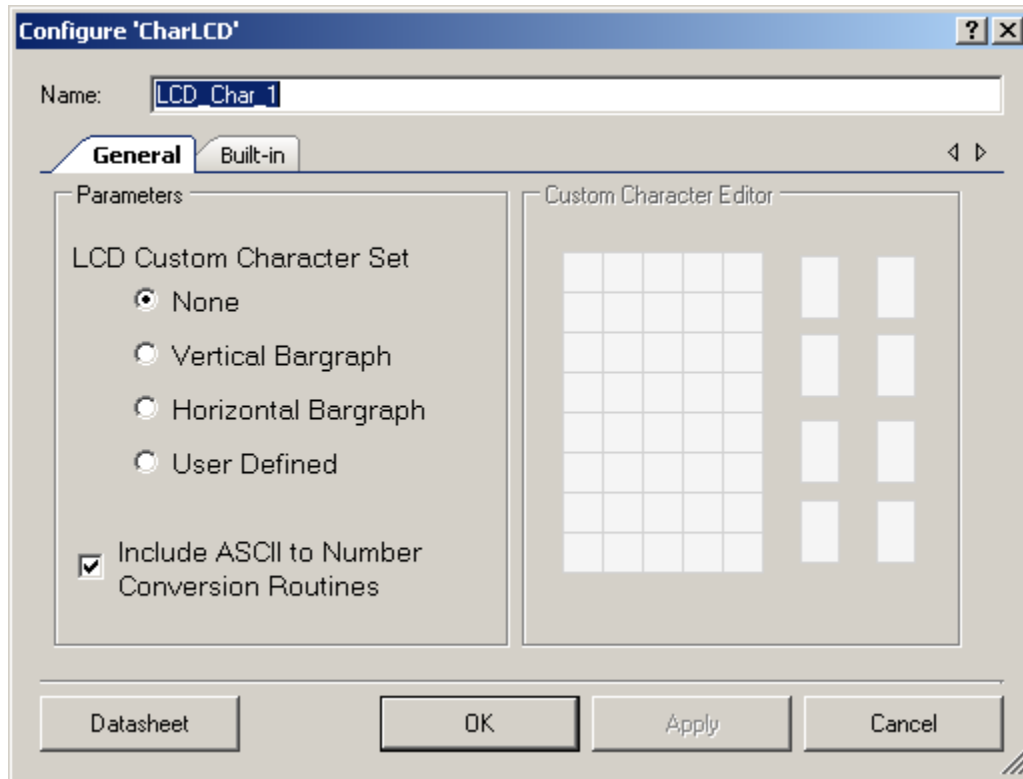 Configure 'CharLCD'
Name: LCD_Char_1
General Built-in
Parameters
LCD Custom Character Set
None
Vertical Bargraph
Horizontal Bargraph
User Defined
Include ASCII to Number
Conversion Routines
Custom Character Editor
Datasheet OK Apply Cancel